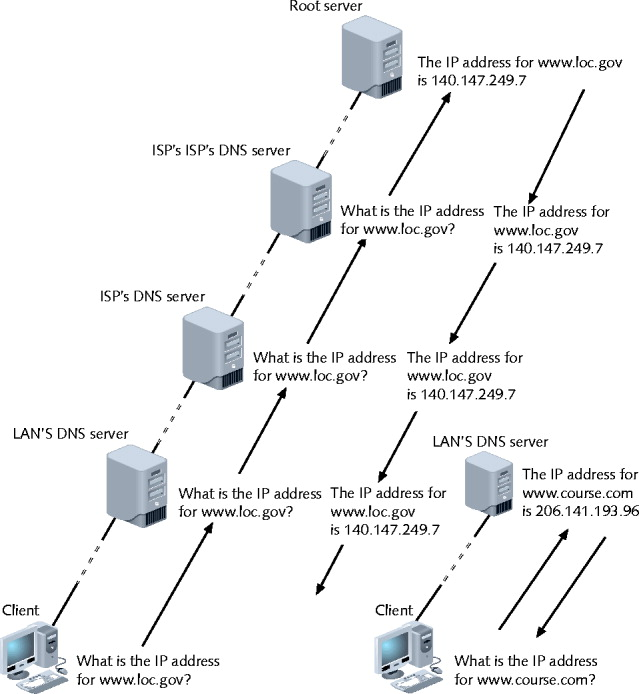 Root server
The IP address for www.loc.gov
is 140.147.249.7
ISP's ISP's DNS server
What is the IP address
for www.loc.gov?
The IP address for
www.loc.gov
is 140.147.249.7
ISP's DNS server
What is the IP address
for www.loc.gov?
The IP address for
www.loc.gov
is 140.147.249.7
LAN'S DNS server
What is the IP address
for www.loc.gov?
The IP address for
www.loc.gov
is 140.147.249.7
LAN'S DNS server
The IP address for
www.course.com
is 206.141.193.96
Client
What is the IP address
for www.loc.gov?
Client
What is the IP address
for www.course.com?